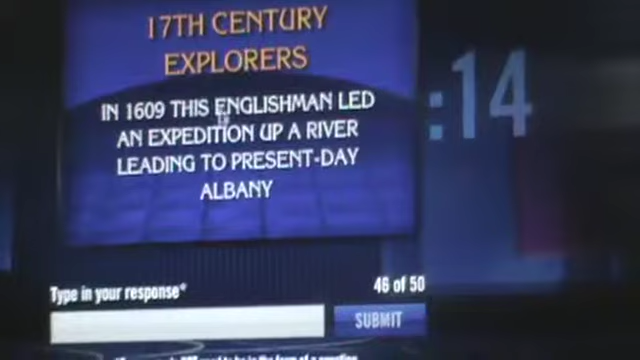 17TH CENTURY
EXPLORERS
IN 1609 THIS ENGLISHMAN LED
AN EXPEDITION UP A RIVER
LEADING TO PRESENT-DAY
ALBANY
:14
Type in your response*
46 of 50
SUBMIT